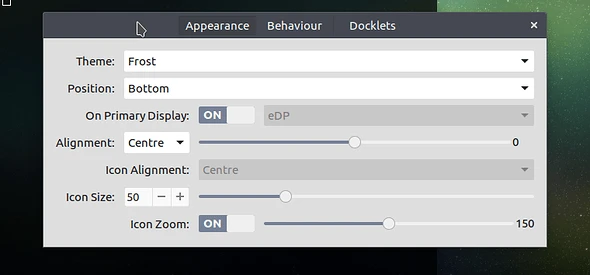 Appearance Behaviour Docklets ×
Theme: Frost
Position: Bottom
On Primary Display: ON eDP
Alignment: Centre 0
Icon Alignment: Centre
Icon Size: 50 − +
Icon Zoom: ON 150